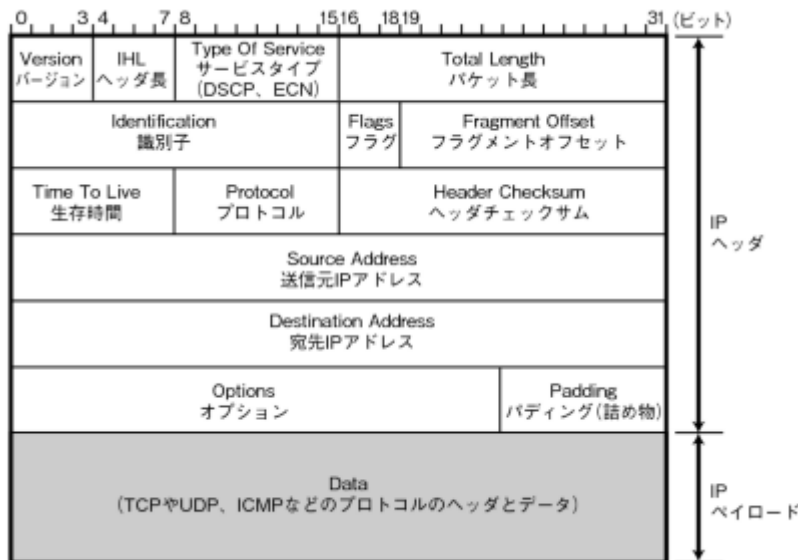 0 3 4 7 8 15 16 18 19 31 (ビット)
Version
バージョン
IHL
ヘッダ長
Type Of Service
サービスタイプ
(DSCP、ECN)
Total Length
パケット長
Identification
識別子
Flags
フラグ
Fragment Offset
フラグメントオフセット
Time To Live
生存時間
Protocol
プロトコル
Header Checksum
ヘッダチェックサム
Source Address
送信元IPアドレス
Destination Address
宛先IPアドレス
Options
オプション
Padding
パディング(詰め物)
IP
ヘッダ
Data
(TCPやUDP、ICMPなどのプロトコルのヘッダとデータ)
IP
ペイロード